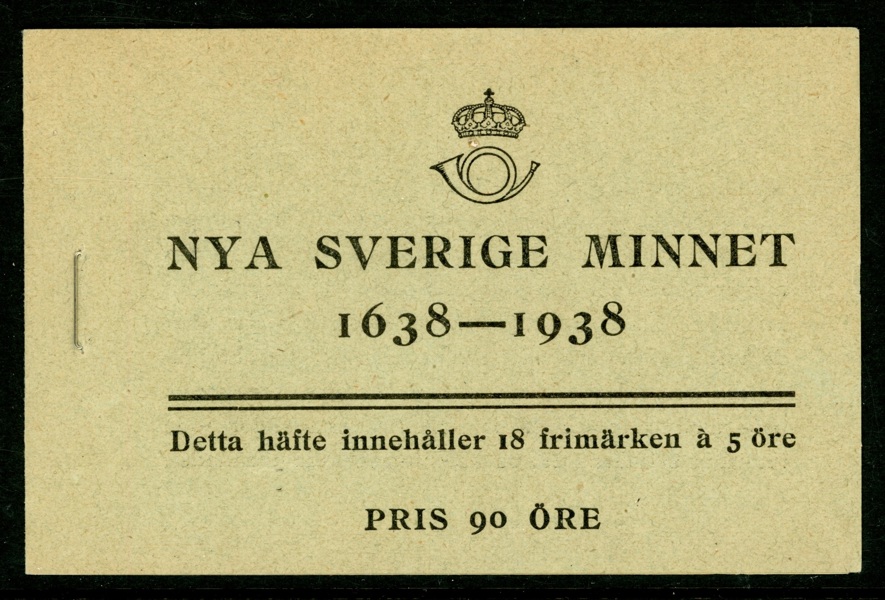 NYA SVERIGE MINNET
1638—1938
Detta häfte innehåller 18 frimärken à 5 öre
PRIS 90 ÖRE